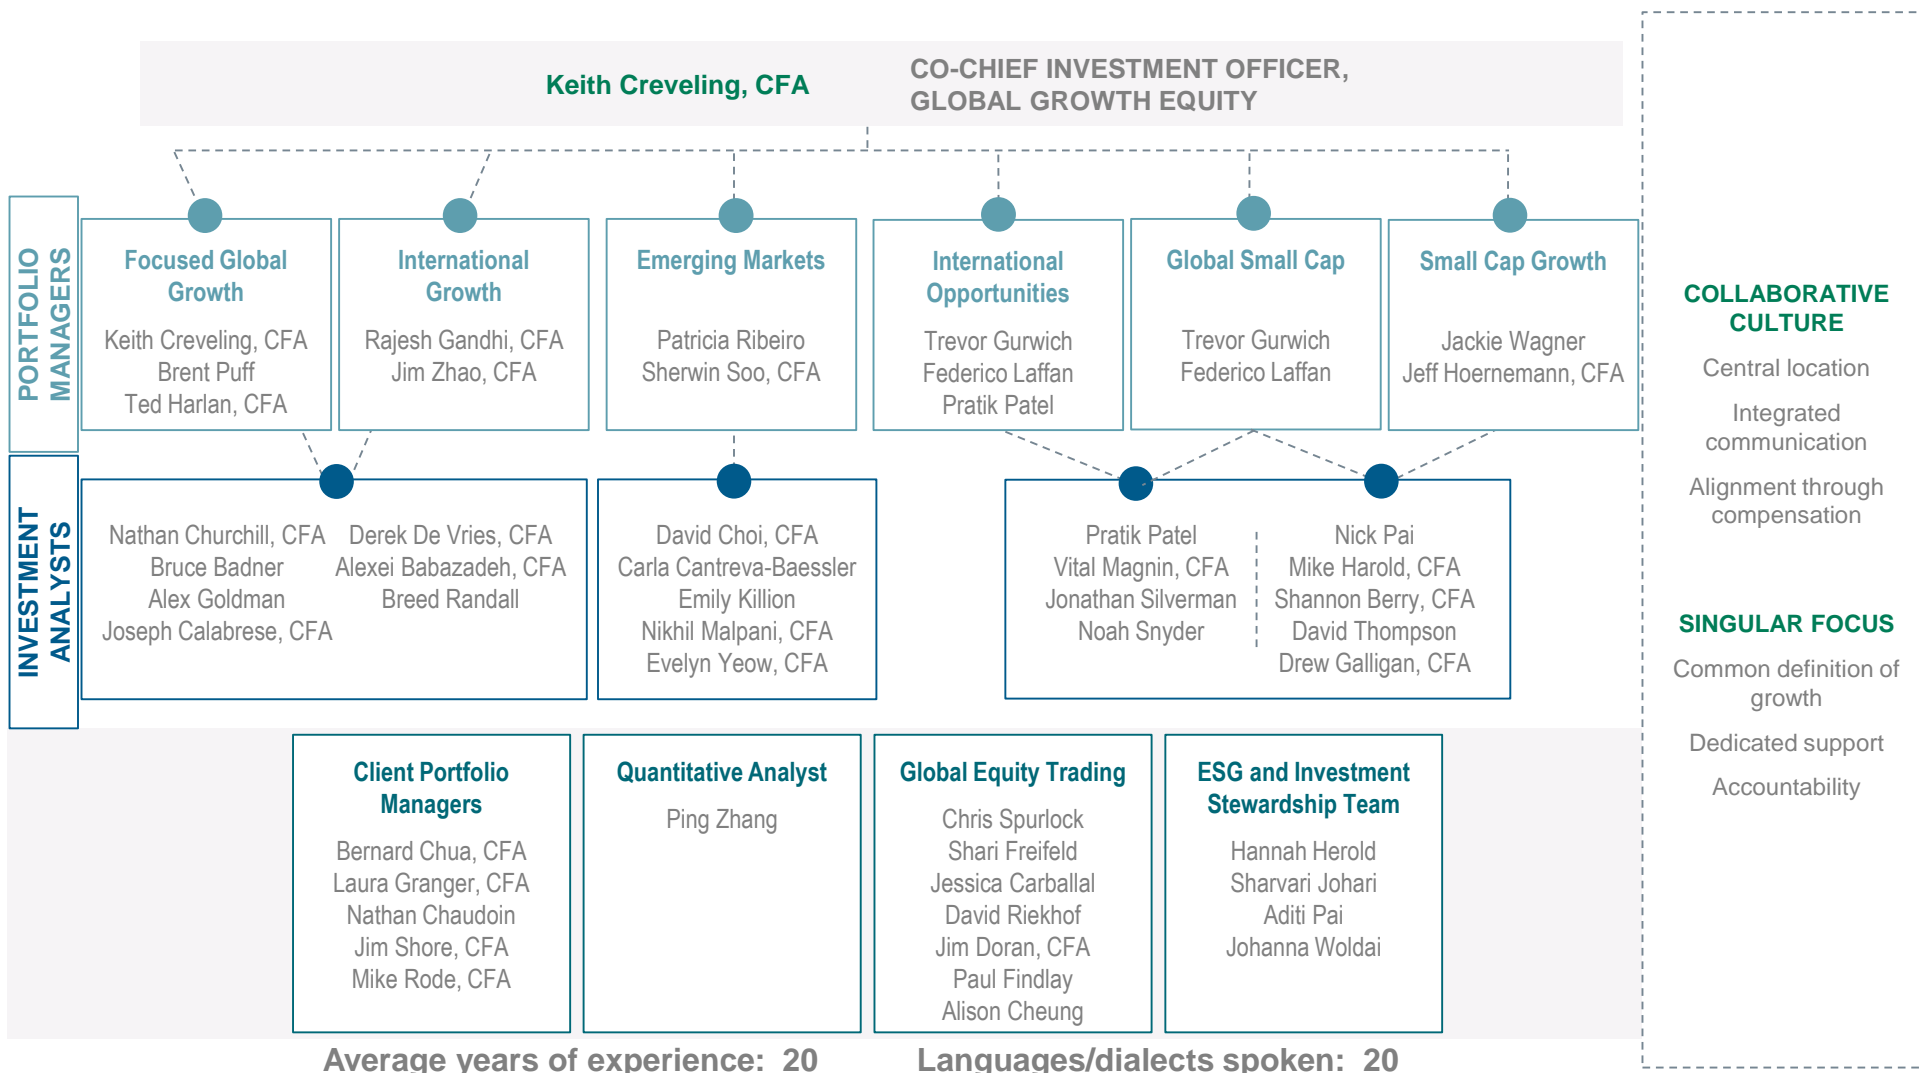 Keith Creveling, CFA
CO-CHIEF INVESTMENT OFFICER,
GLOBAL GROWTH EQUITY
PORTFOLIO
MANAGERS
Focused Global
Growth
Keith Creveling, CFA
Brent Puff
Ted Harlan, CFA
International
Growth
Rajesh Gandhi, CFA
Jim Zhao, CFA
Emerging Markets
Patricia Ribeiro
Sherwin Soo, CFA
International
Opportunities
Trevor Gurwich
Federico Laffan
Pratik Patel
Global Small Cap
Trevor Gurwich
Federico Laffan
Small Cap Growth
Jackie Wagner
Jeff Hoernemann, CFA
INVESTMENT
ANALYSTS
Nathan Churchill, CFA
Bruce Badner
Alex Goldman
Joseph Calabrese, CFA
Derek De Vries, CFA
Alexei Babazadeh, CFA
Breed Randall
David Choi, CFA
Carla Cantreva-Baessler
Emily Killion
Nikhil Malpani, CFA
Evelyn Yeow, CFA
Pratik Patel
Vital Magnin, CFA
Jonathan Silverman
Noah Snyder
Nick Pai
Mike Harold, CFA
Shannon Berry, CFA
David Thompson
Drew Galligan, CFA
Client Portfolio
Managers
Bernard Chua, CFA
Laura Granger, CFA
Nathan Chaudoin
Jim Shore, CFA
Mike Rode, CFA
Quantitative Analyst
Ping Zhang
Global Equity Trading
Chris Spurlock
Shari Freifeld
Jessica Carballal
David Riekhof
Jim Doran, CFA
Paul Findlay
Alison Cheung
ESG and Investment
Stewardship Team
Hannah Herold
Sharvari Johari
Aditi Pai
Johanna Woldai
Average years of experience: 20
Languages/dialects spoken: 20
COLLABORATIVE
CULTURE
Central location
Integrated
communication
Alignment through
compensation
SINGULAR FOCUS
Common definition of
growth
Dedicated support
Accountability